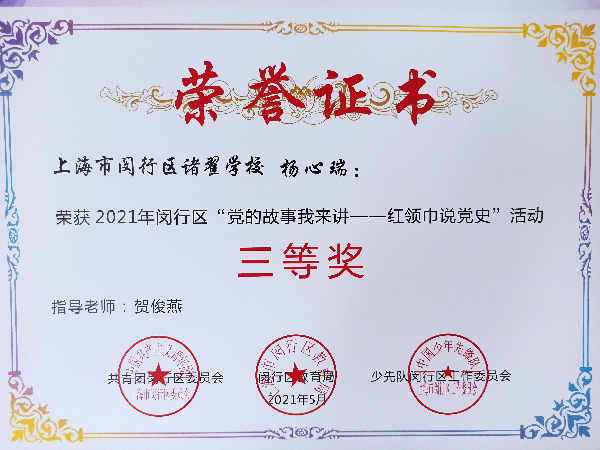 荣誉证书
上海市闵行区诸翟学校 杨心瑞：
荣获 2021年闵行区“党的故事我来讲——红领巾说党史”活动
三等奖
指导老师：贺俊燕
共青团闵行区委员会 闵行区教育局 少先队闵行区工作委员会
2021年5月